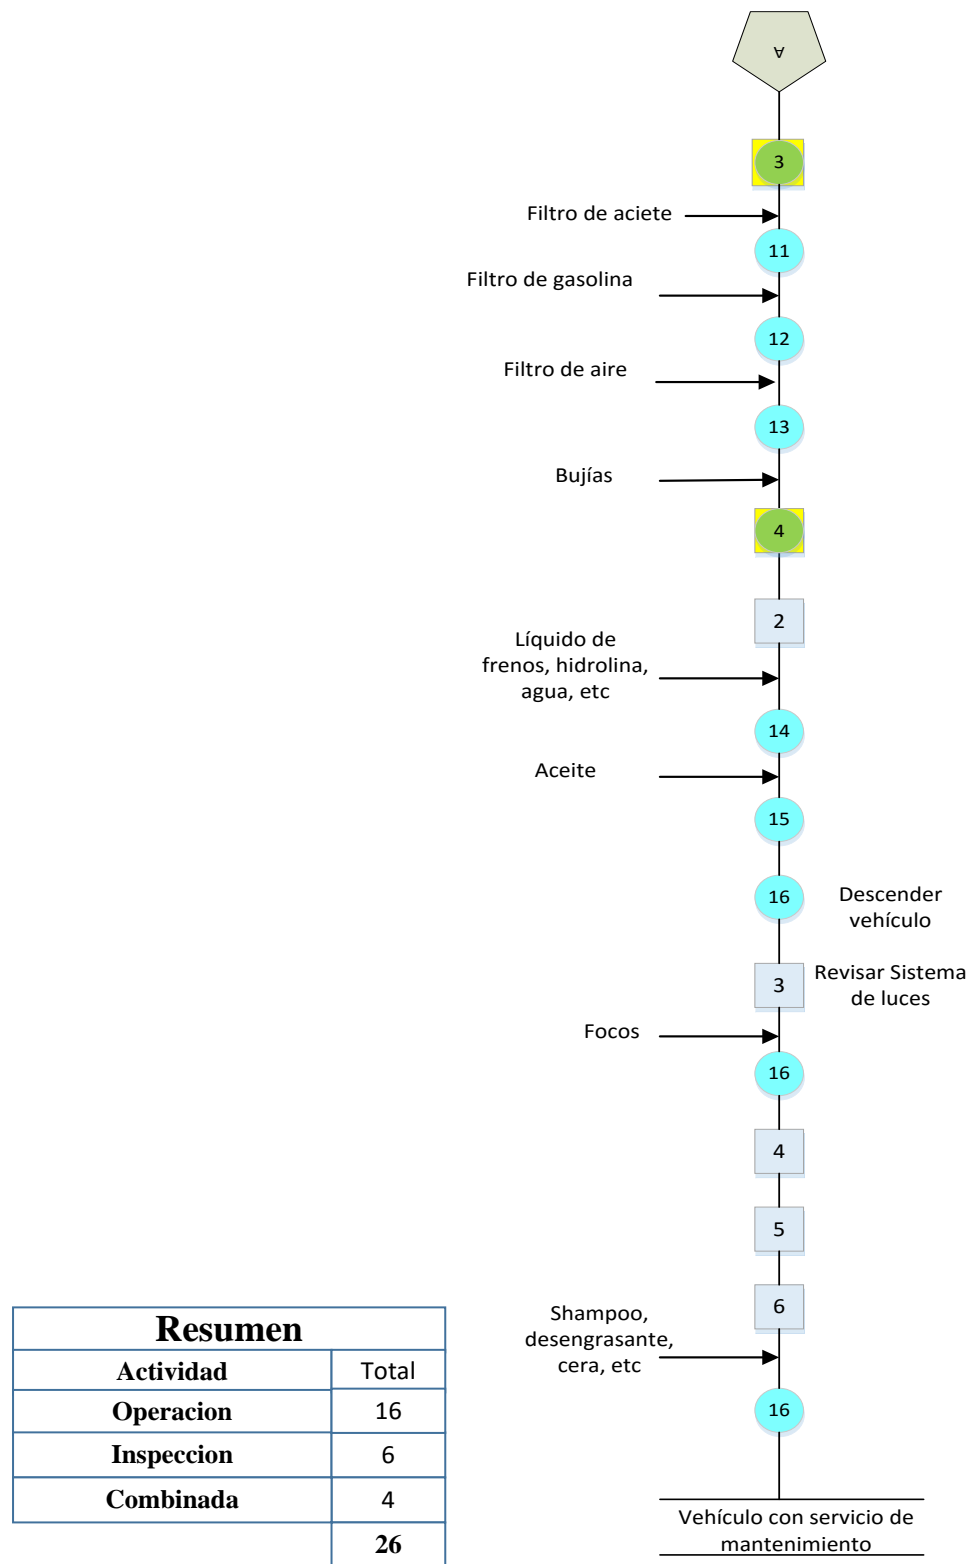 ∀
3
Filtro de aciete
11
Filtro de gasolina
12
Filtro de aire
13
Bujías
4
2
Líquido de
frenos, hidrolina,
agua, etc
14
Aceite
15
16
Descender
vehículo
3
Revisar Sistema
de luces
Focos
16
4
5
6
Shampoo,
desengrasante,
cera, etc
16
Vehículo con servicio de
mantenimiento
Resumen
Actividad Total
Operacion 16
Inspeccion 6
Combinada 4
26